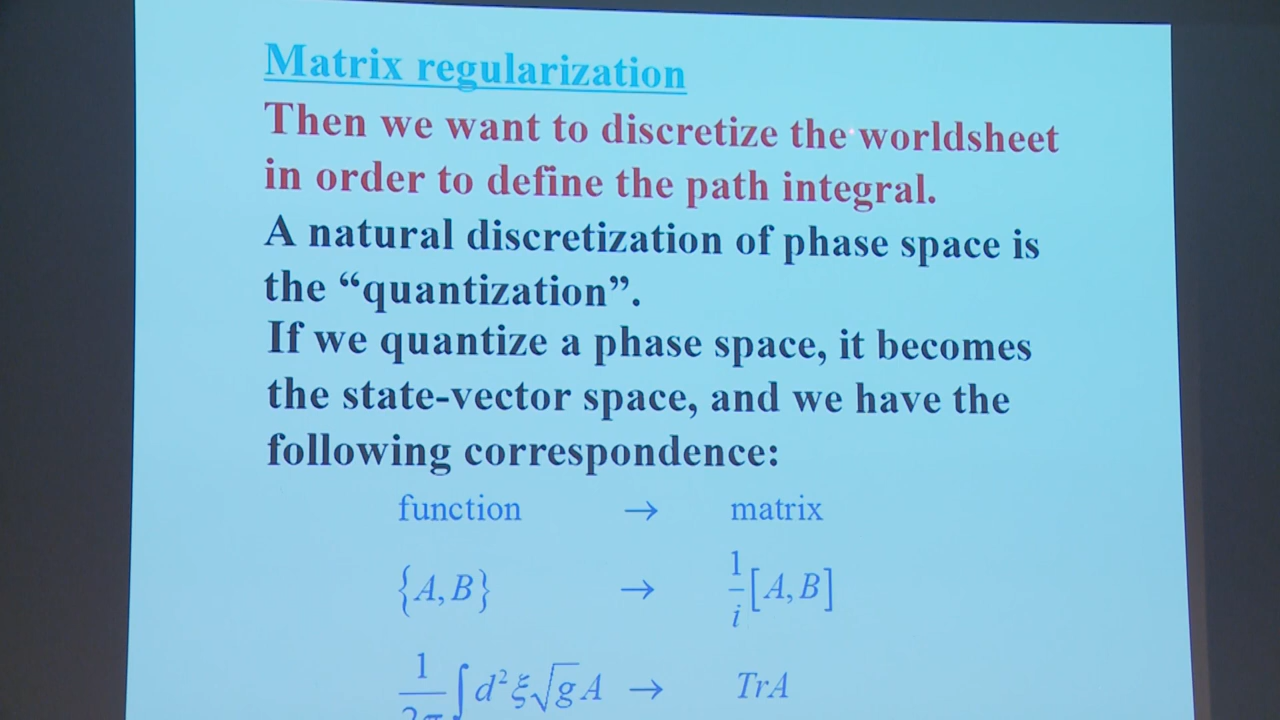 Matrix regularization
Then we want to discretize the worldsheet
in order to define the path integral.
A natural discretization of phase space is
the “quantization”.
If we quantize a phase space, it becomes
the state-vector space, and we have the
following correspondence:
function → matrix
{A, B} → 1/i [A, B]
1/2π ∫ d²ξ√g A → TrA